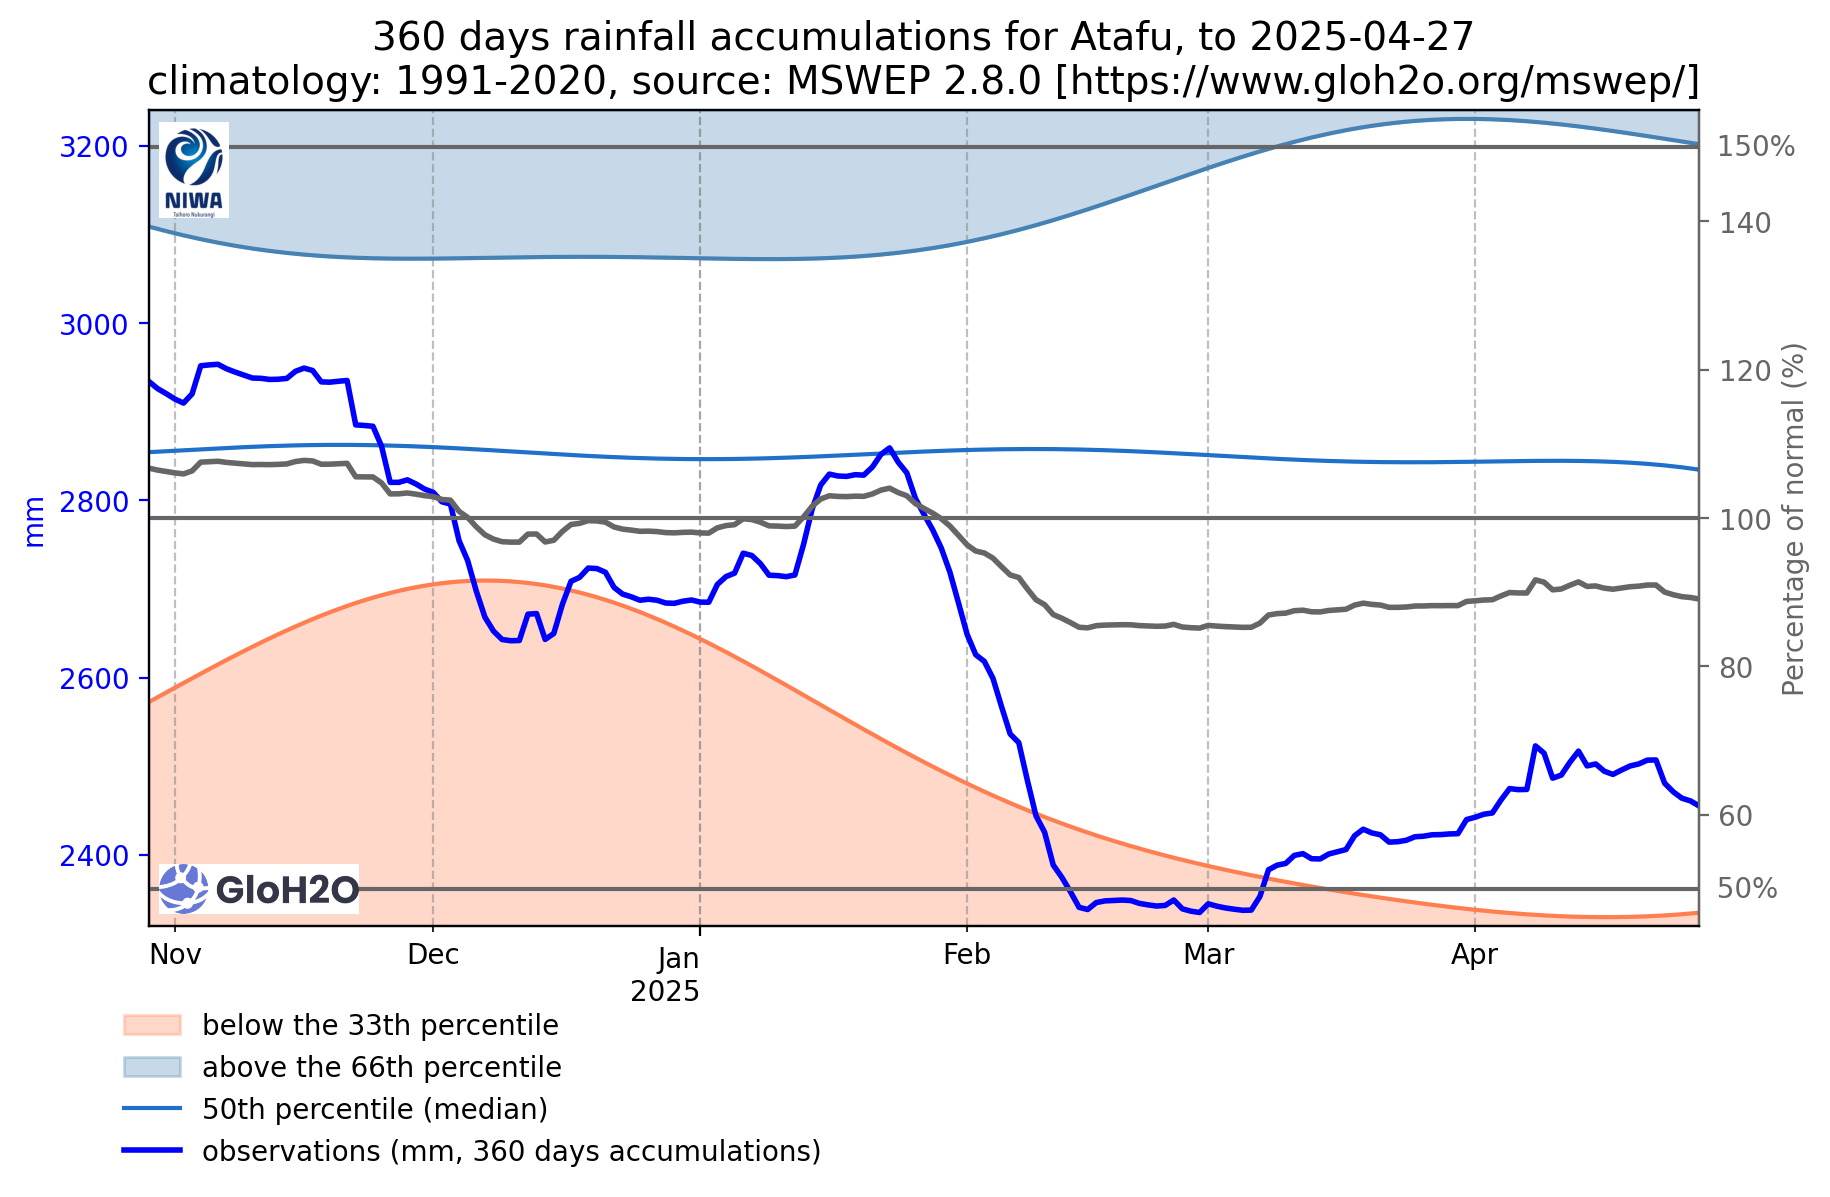 360 days rainfall accumulations for Atafu, to 2025-04-27
climatology: 1991-2020, source: MSWEP 2.8.0 [https://www.gloh2o.org/mswep/]
3200
3000
2800
2600
2400
mm
NIWA
Taihoro Nukurangi
GloH2O
150%
140
120
100
80
60
50%
Percentage of normal (%)
Nov
Dec
Jan
2025
Feb
Mar
Apr
below the 33th percentile
above the 66th percentile
50th percentile (median)
observations (mm, 360 days accumulations)